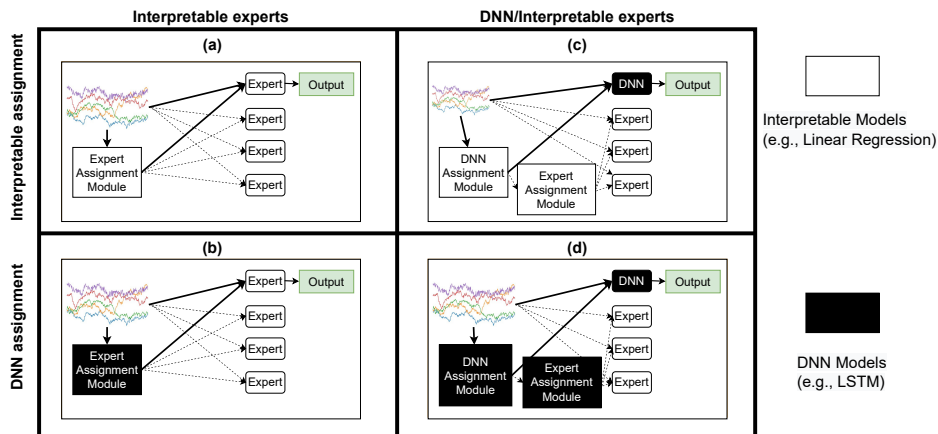 Interpretable experts
DNN/Interpretable experts
Interpretable assignment
DNN assignment
(a)
Expert
Output
Expert
Expert
Expert
Expert
Assignment
Module
(c)
DNN
Output
Expert
Expert
Expert
DNN
Assignment
Module
Expert
Assignment
Module
Interpretable Models
(e.g., Linear Regression)
(b)
Expert
Output
Expert
Expert
Expert
Expert
Assignment
Module
(d)
DNN
Output
Expert
Expert
Expert
DNN
Assignment
Module
Expert
Assignment
Module
DNN Models
(e.g., LSTM)